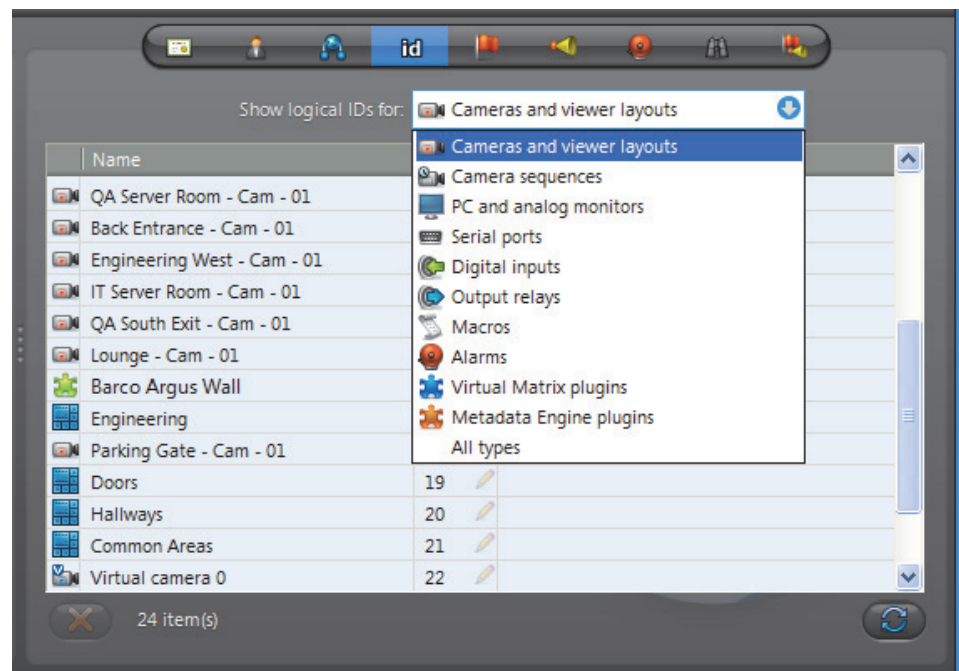 id
Show logical IDs for: Cameras and viewer layouts
Name
Cameras and viewer layouts
Camera sequences
PC and analog monitors
Serial ports
Digital inputs
Output relays
Macros
Alarms
Virtual Matrix plugins
Metadata Engine plugins
All types
QA Server Room - Cam - 01
Back Entrance - Cam - 01
Engineering West - Cam - 01
IT Server Room - Cam - 01
QA South Exit - Cam - 01
Lounge - Cam - 01
Barco Argus Wall
Engineering
Parking Gate - Cam - 01
Doors 19
Hallways 20
Common Areas 21
Virtual camera 0 22
24 item(s)